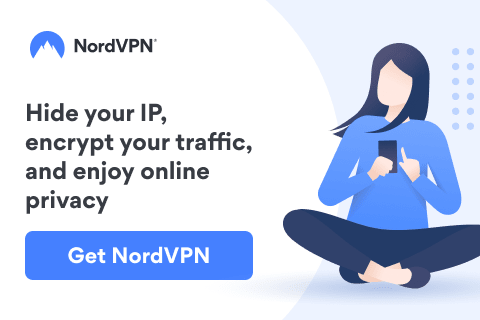 NordVPN®
Hide your IP,
encrypt your traffic,
and enjoy online
privacy
Get NordVPN